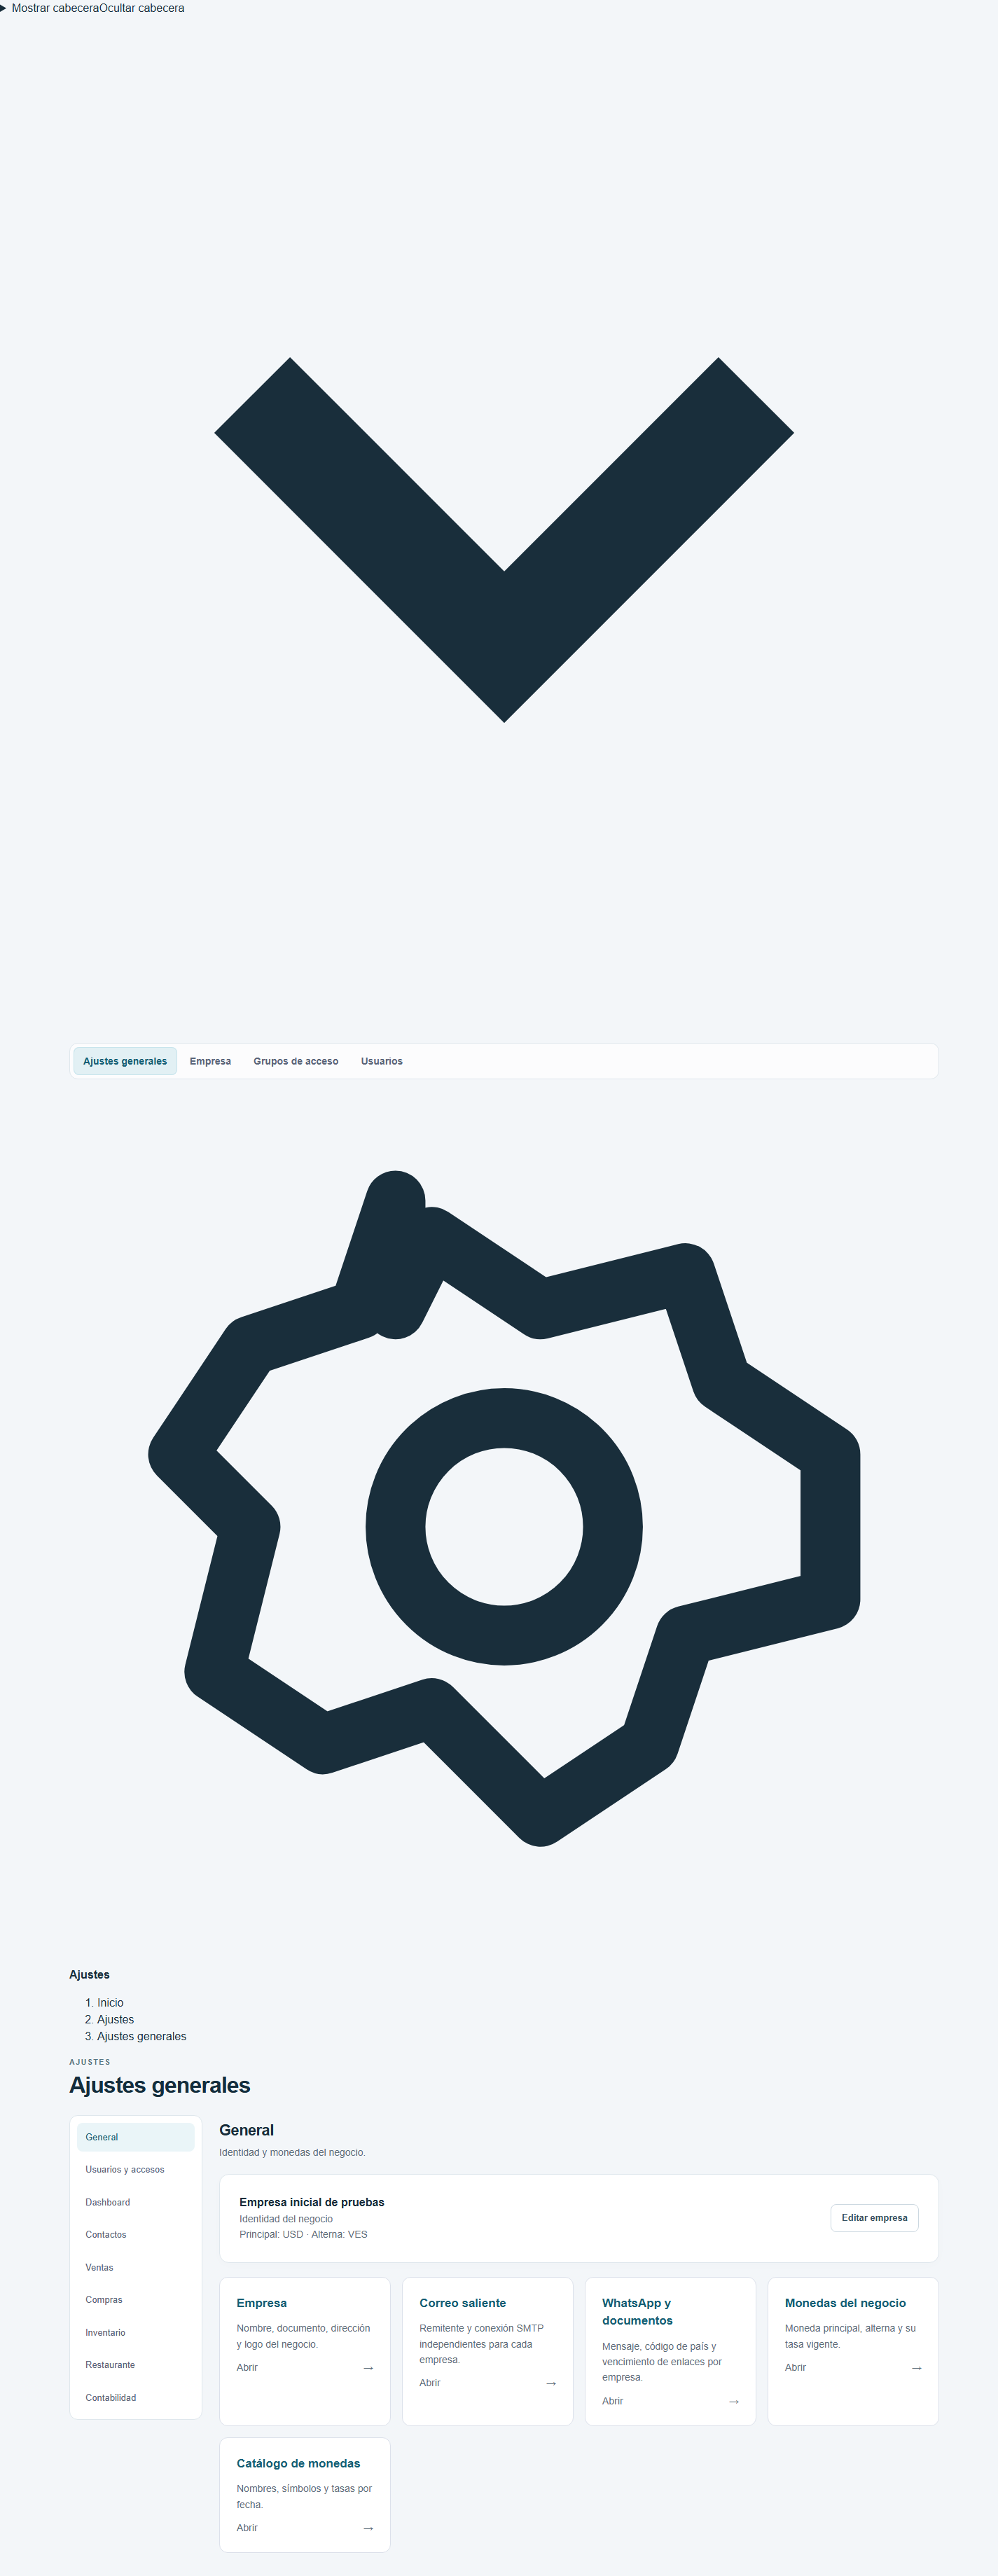 Mostrar cabeceraOcultar cabecera
Ajustes generales
Empresa
Grupos de acceso
Usuarios
Ajustes
1. Inicio
2. Ajustes
3. Ajustes generales
AJUSTES
Ajustes generales
General
Usuarios y accesos
Dashboard
Contactos
Ventas
Compras
Inventario
Restaurante
Contabilidad
General
Identidad y monedas del negocio.
Empresa inicial de pruebas
Identidad del negocio
Principal: USD · Alterna: VES
Editar empresa
Empresa
Nombre, documento, dirección
y logo del negocio.
Abrir →
Correo saliente
Remitente y conexión SMTP
independientes para cada
empresa.
Abrir →
WhatsApp y
documentos
Mensaje, código de país y
vencimiento de enlaces por
empresa.
Abrir →
Monedas del negocio
Moneda principal, alterna y su
tasa vigente.
Abrir →
Catálogo de monedas
Nombres, símbolos y tasas por
fecha.
Abrir →